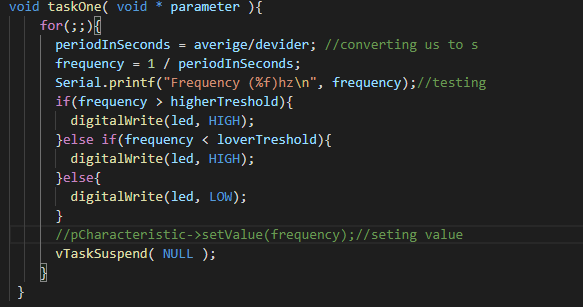 void taskOne( void * parameter ){
for(;;){
periodInSeconds = averige/devider; //converting us to s
frequency = 1 / periodInSeconds;
Serial.printf("Frequency (%f)hz\n", frequency);//testing
if(frequency > higherTreshold){
digitalWrite(led, HIGH);
}else if(frequency < loverTreshold){
digitalWrite(led, HIGH);
}else{
digitalWrite(led, LOW);
}
//pCharacteristic->setValue(frequency);//seting value
vTaskSuspend( NULL );
}
}